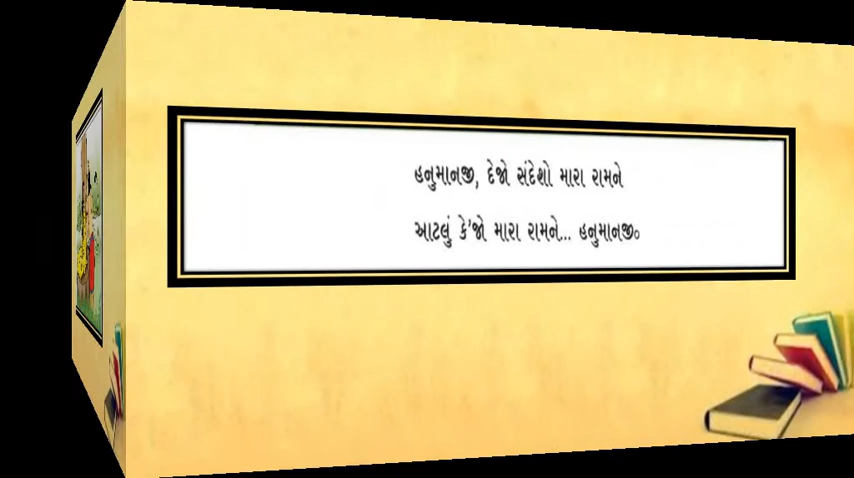 હનુમાનજી, દેજો સંદેશો મારા રામને
આટલું કે'જો મારા રામને... હનુમાનજી૦